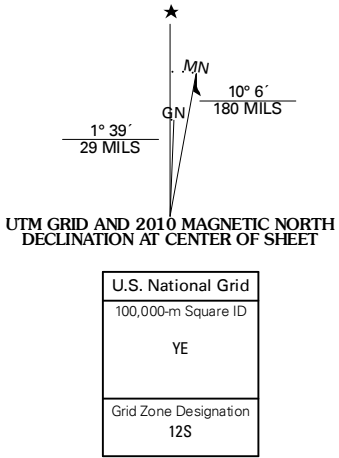 MN
10° 6´
180 MILS
GN
1° 39´
29 MILS
UTM GRID AND 2010 MAGNETIC NORTH
DECLINATION AT CENTER OF SHEET
U.S. National Grid
100,000-m Square ID
YE
Grid Zone Designation
12S